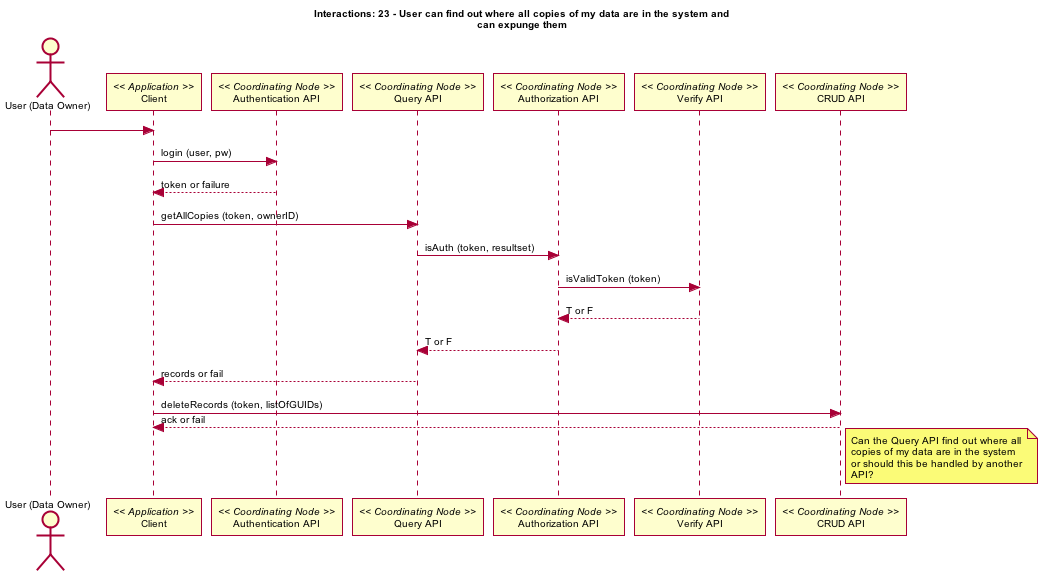 Interactions: 23 - User can find out where all copies of my data are in the system and
can expunge them
User (Data Owner)
<< Application >>
Client
<< Coordinating Node >>
Authentication API
<< Coordinating Node >>
Query API
<< Coordinating Node >>
Authorization API
<< Coordinating Node >>
Verify API
<< Coordinating Node >>
CRUD API
login (user, pw)
token or failure
getAllCopies (token, ownerID)
isAuth (token, resultset)
isValidToken (token)
T or F
T or F
records or fail
deleteRecords (token, listOfGUIDs)
ack or fail
Can the Query API find out where all
copies of my data are in the system
or should this be handled by another
API?
User (Data Owner)
<< Application >>
Client
<< Coordinating Node >>
Authentication API
<< Coordinating Node >>
Query API
<< Coordinating Node >>
Authorization API
<< Coordinating Node >>
Verify API
<< Coordinating Node >>
CRUD API